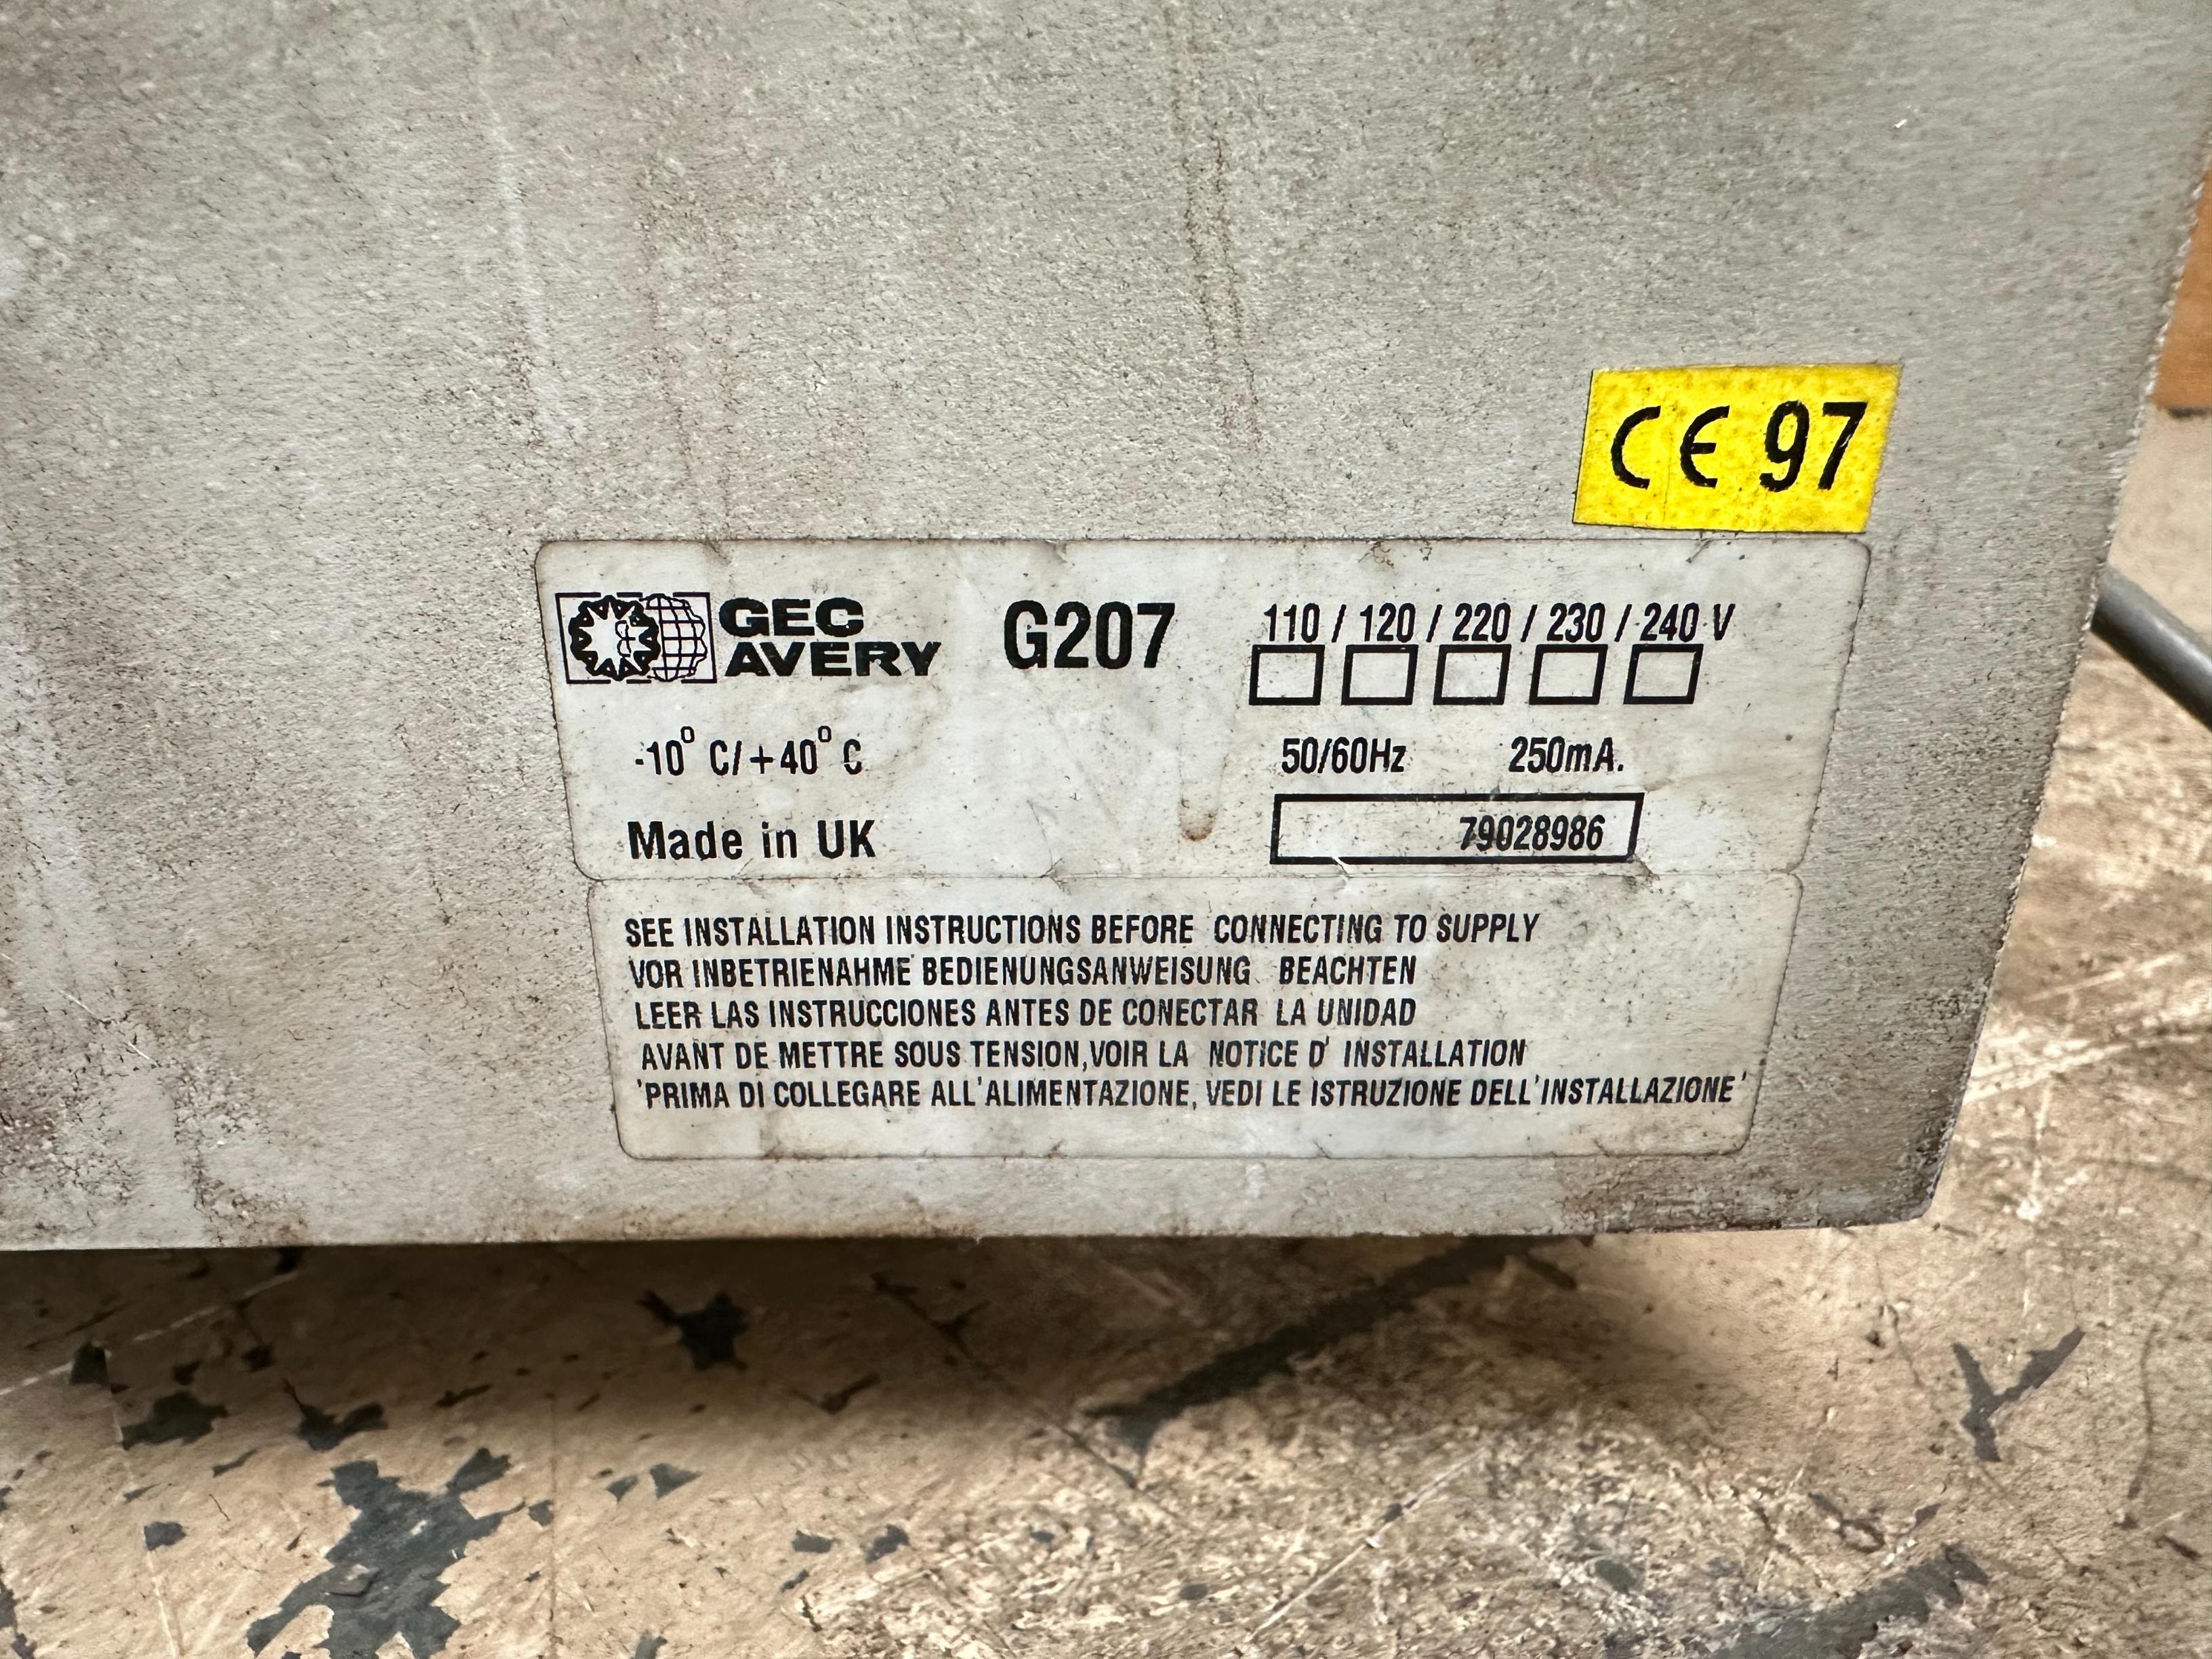 CE 97
GEC AVERY G207 110 / 120 / 220 / 230 / 240 V
-10° C/+40° C 50/60Hz 250mA.
Made in UK 79028986
SEE INSTALLATION INSTRUCTIONS BEFORE CONNECTING TO SUPPLY
VOR INBETRIENAHME BEDIENUNGSANWEISUNG BEACHTEN
LEER LAS INSTRUCCIONES ANTES DE CONECTAR LA UNIDAD
AVANT DE METTRE SOUS TENSION,VOIR LA NOTICE D' INSTALLATION
'PRIMA DI COLLEGARE ALL'ALIMENTAZIONE, VEDI LE ISTRUZIONE DELL'INSTALLAZIONE'